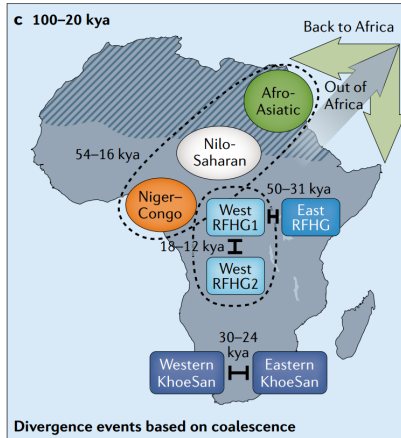 c 100–20 kya
Back to Africa
Out of
Africa
Afro-
Asiatic
Nilo-
Saharan
54–16 kya
Niger–
Congo
50–31 kya
West
RFHG1
East
RFHG
18–12 kya
West
RFHG2
30–24
kya
Western
KhoeSan
Eastern
KhoeSan
Divergence events based on coalescence